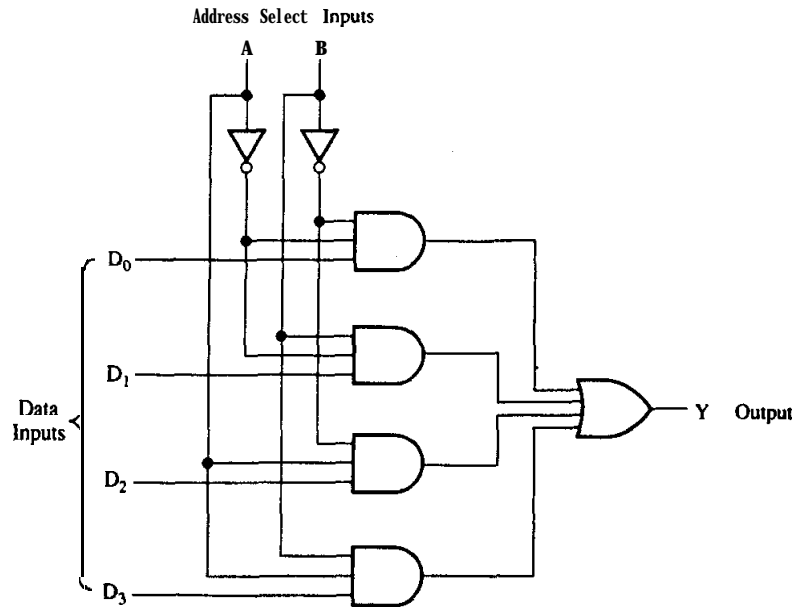 Address Select Inputs
A B
D₀
D₁
Data
Inputs
Y Output
D₂
D₃